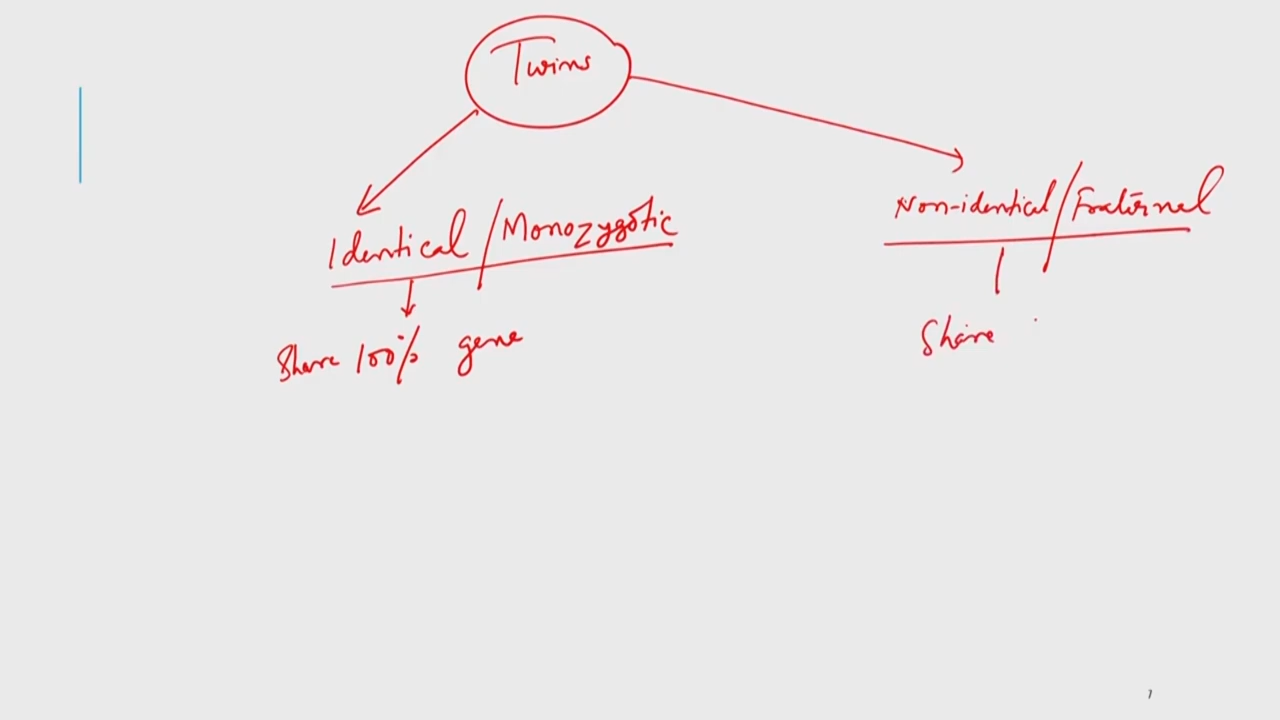 Twins
Identical / Monozygotic
Non-identical / Fraternal
Share 100% gene
Share